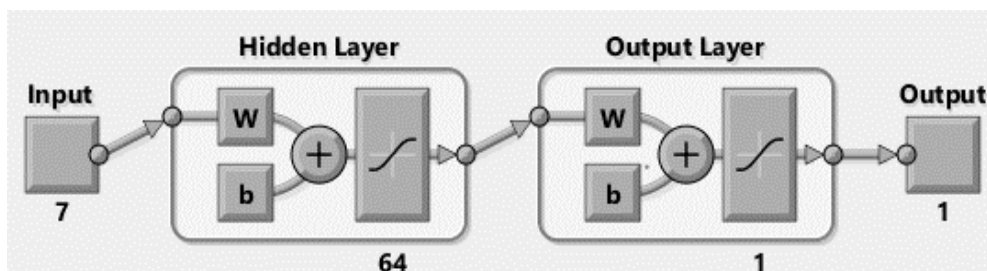 Hidden Layer
Output Layer
Input
Output
W
W
+
+
b
b
7
1
64
1